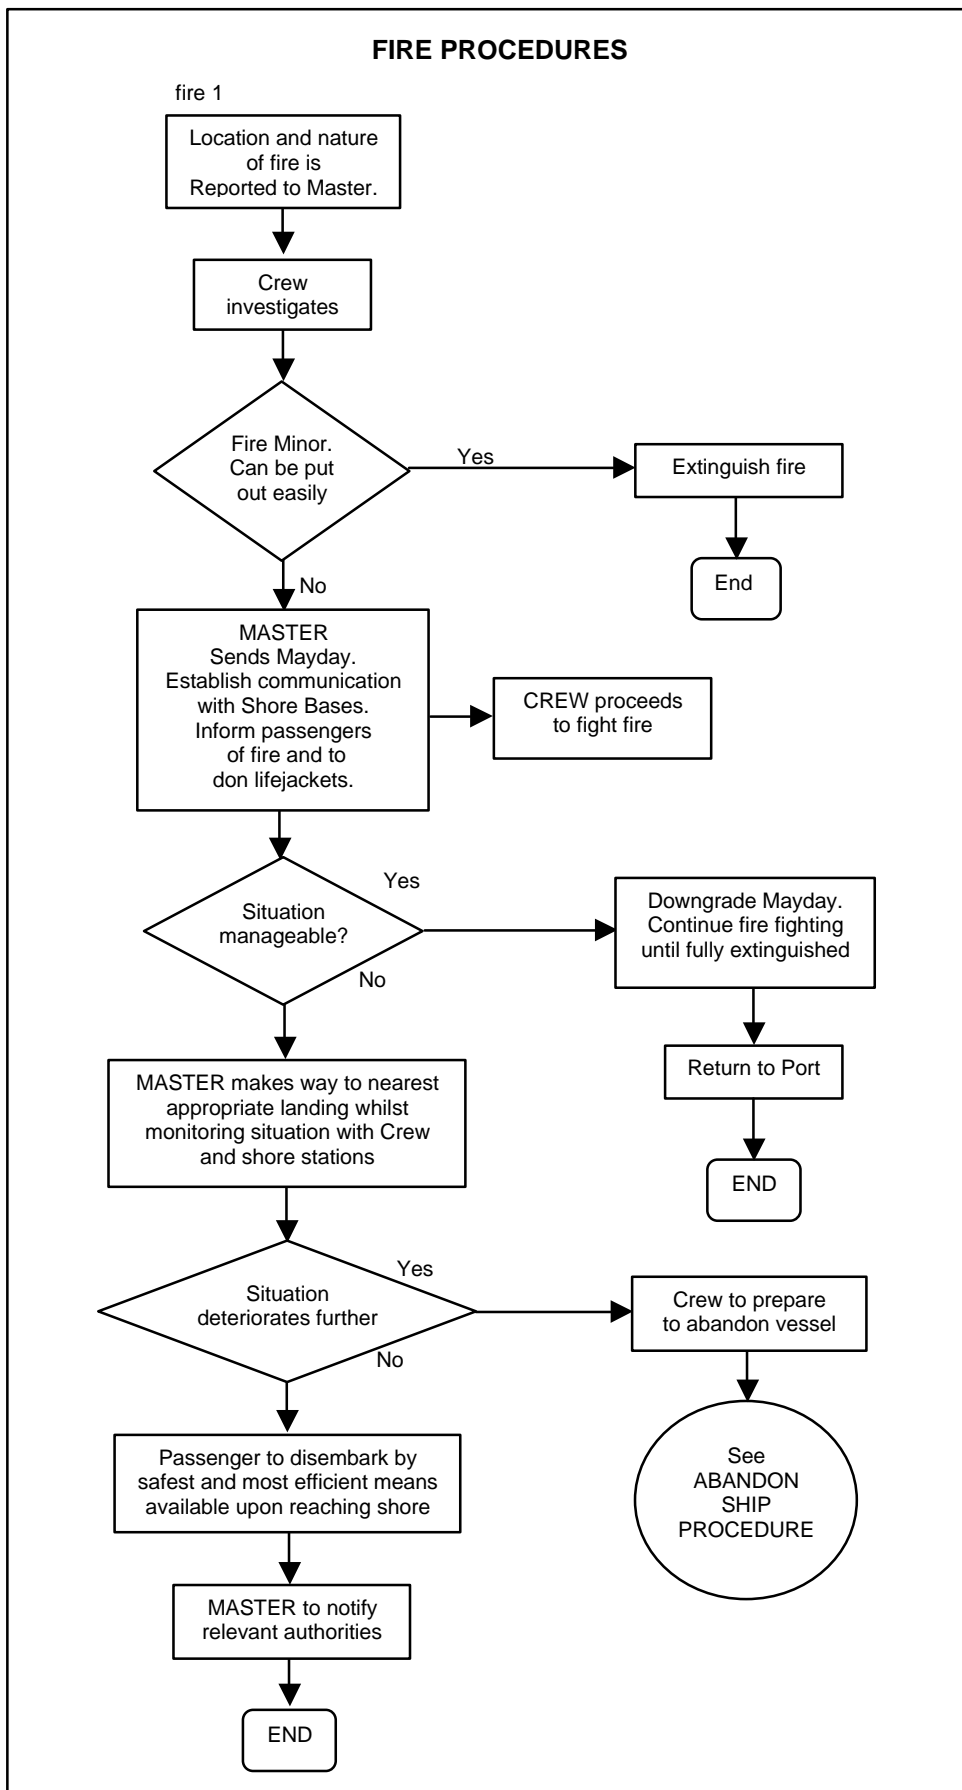 FIRE PROCEDURES
fire 1
Location and nature
of fire is
Reported to Master.
Crew
investigates
Fire Minor.
Can be put
out easily
Yes
Extinguish fire
End
No
MASTER
Sends Mayday.
Establish communication
with Shore Bases.
Inform passengers
of fire and to
don lifejackets.
CREW proceeds
to fight fire
Situation
manageable?
Yes
Downgrade Mayday.
Continue fire fighting
until fully extinguished
Return to Port
END
No
MASTER makes way to nearest
appropriate landing whilst
monitoring situation with Crew
and shore stations
Situation
deteriorates further
Yes
Crew to prepare
to abandon vessel
See
ABANDON
SHIP
PROCEDURE
No
Passenger to disembark by
safest and most efficient means
available upon reaching shore
MASTER to notify
relevant authorities
END